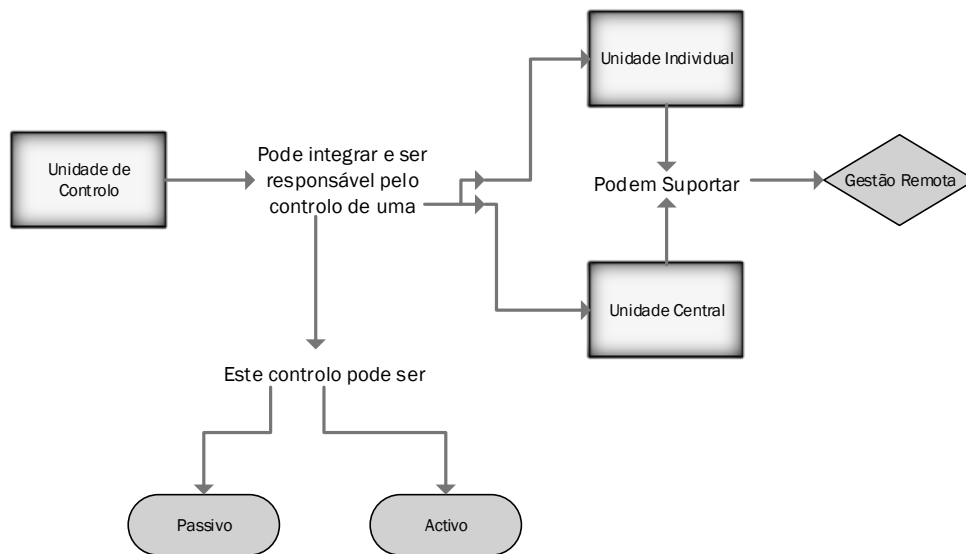 Unidade Individual
Unidade de
Controlo
Pode integrar e ser
responsável pelo
controlo de uma
Podem Suportar
Gestão Remota
Unidade Central
Este controlo pode ser
Passivo
Activo